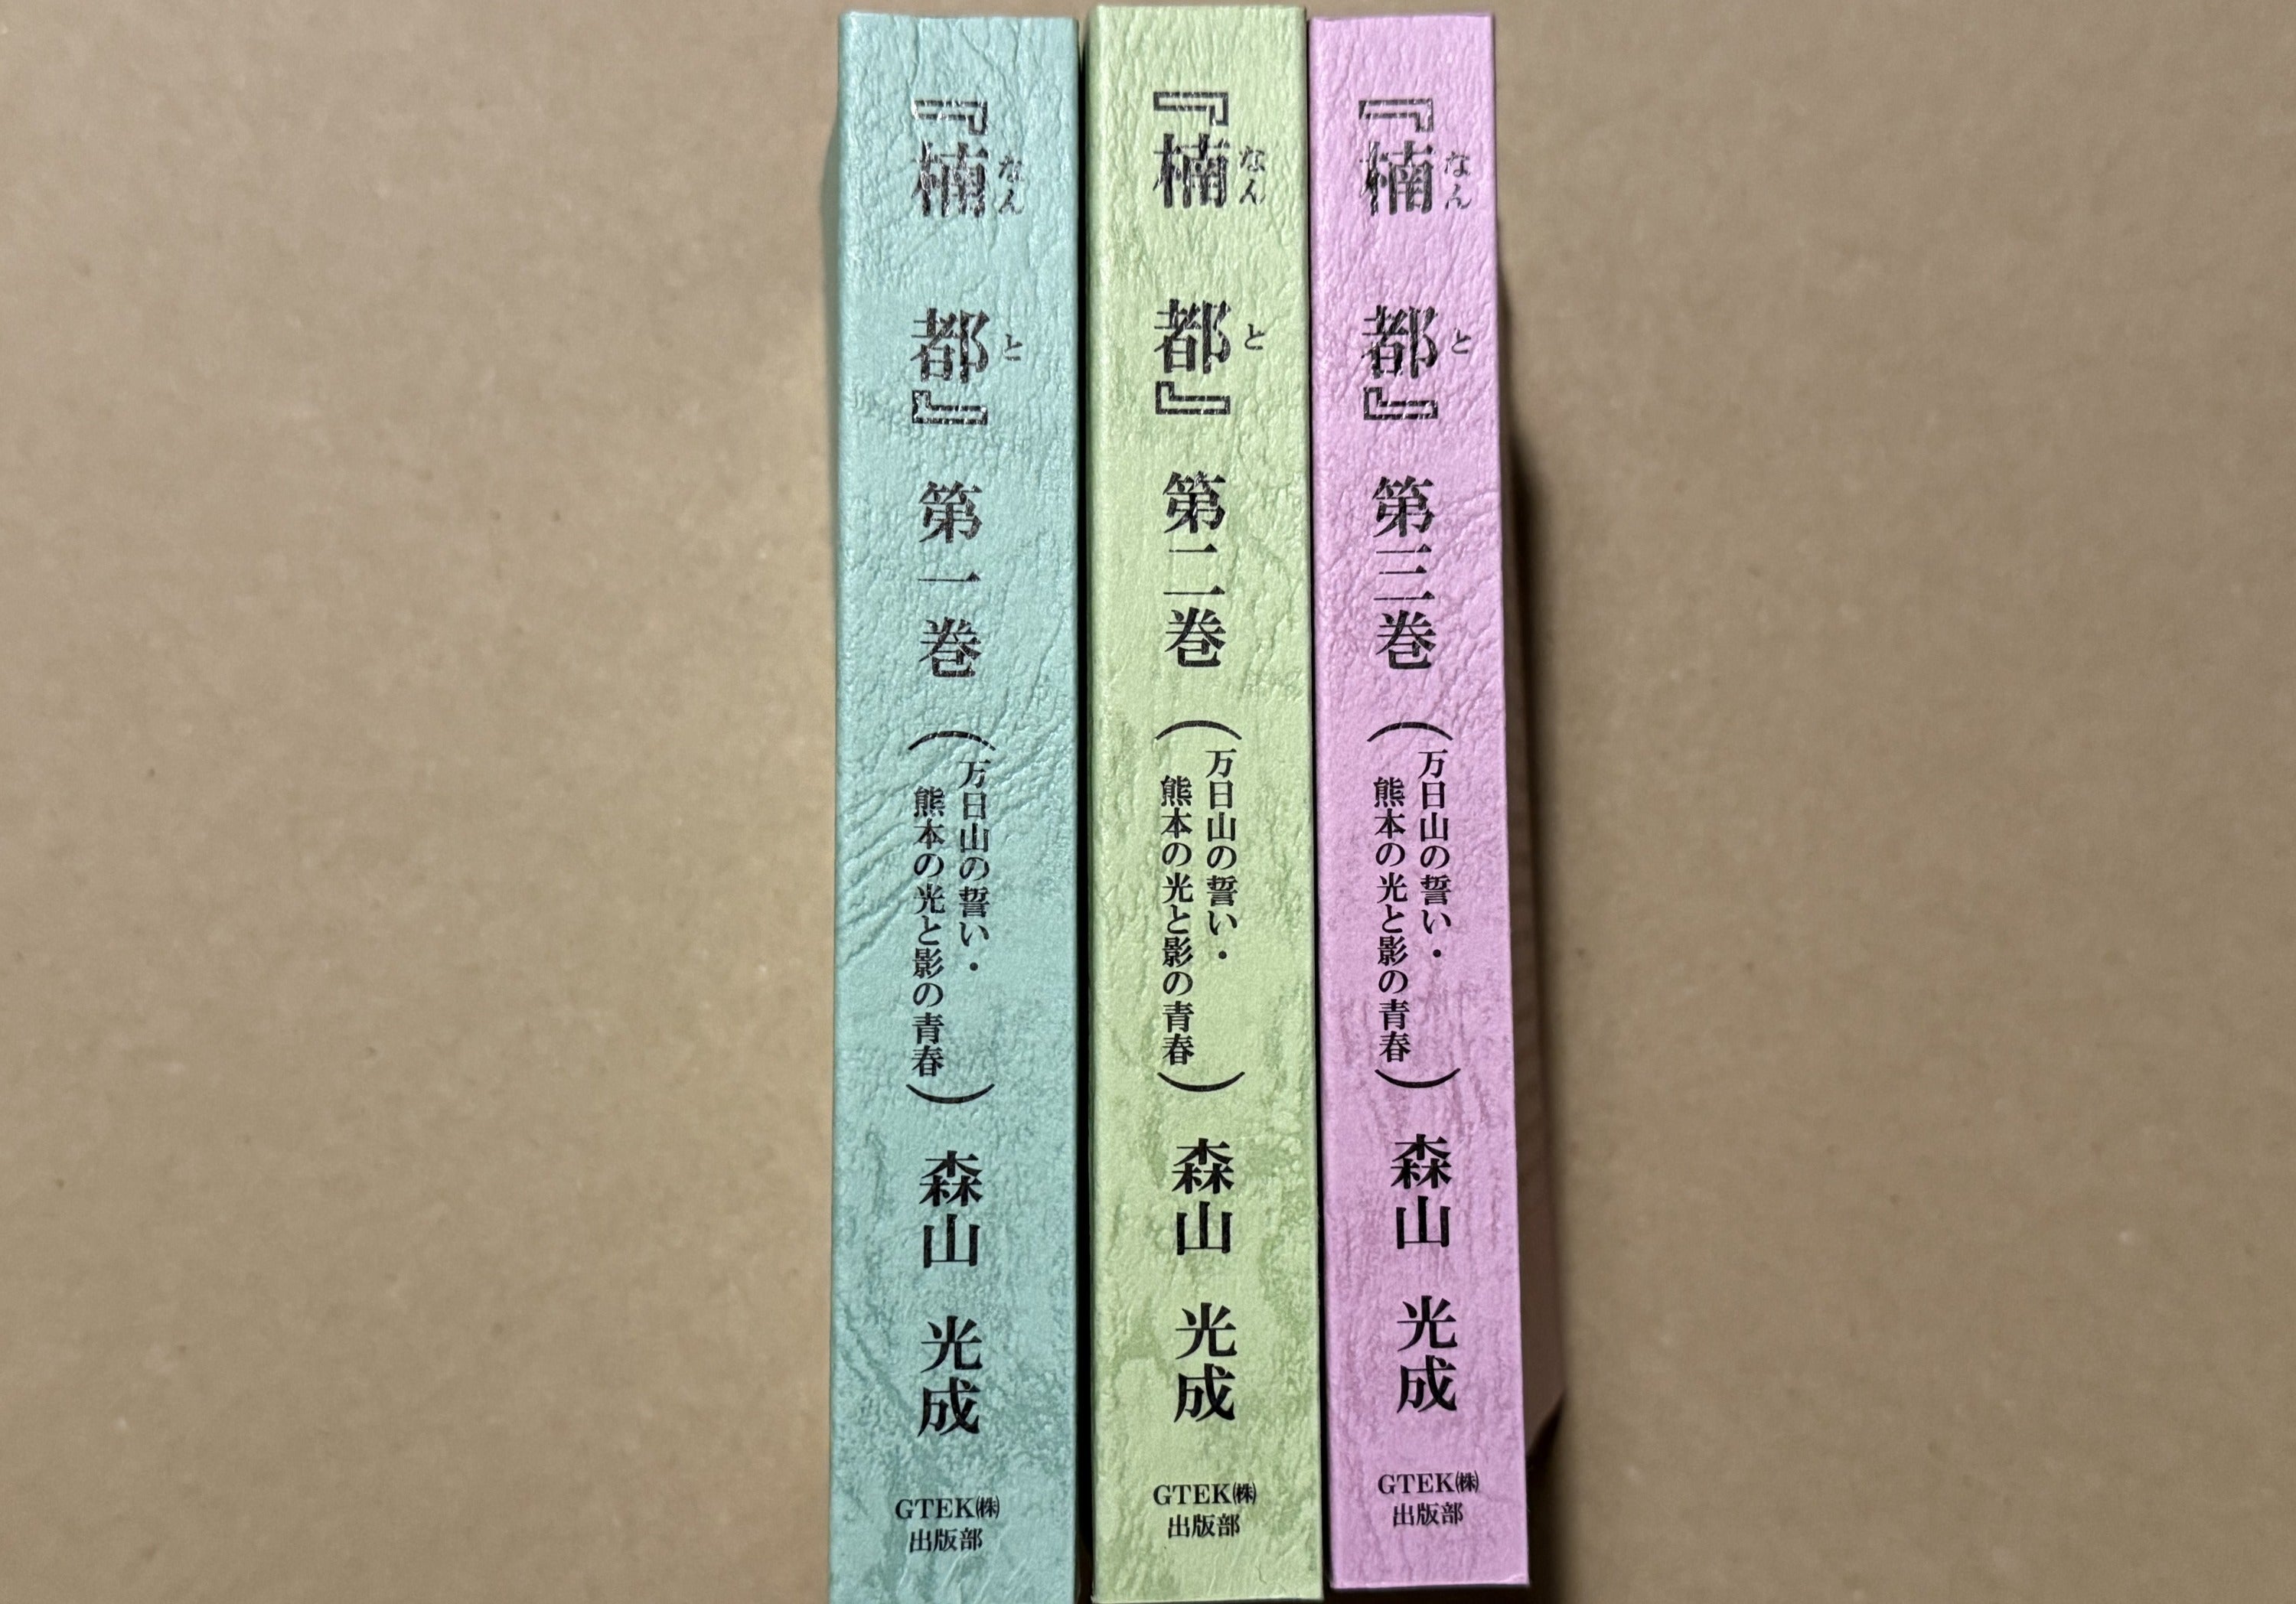 『楠都』第一巻
なんと
(万日山の誓い・
熊本の光と影の青春)
森山 光成
GTEK㈱
出版部
『楠都』第二巻
なんと
(万日山の誓い・
熊本の光と影の青春)
森山 光成
GTEK㈱
出版部
『楠都』第三巻
なんと
(万日山の誓い・
熊本の光と影の青春)
森山 光成
GTEK㈱
出版部